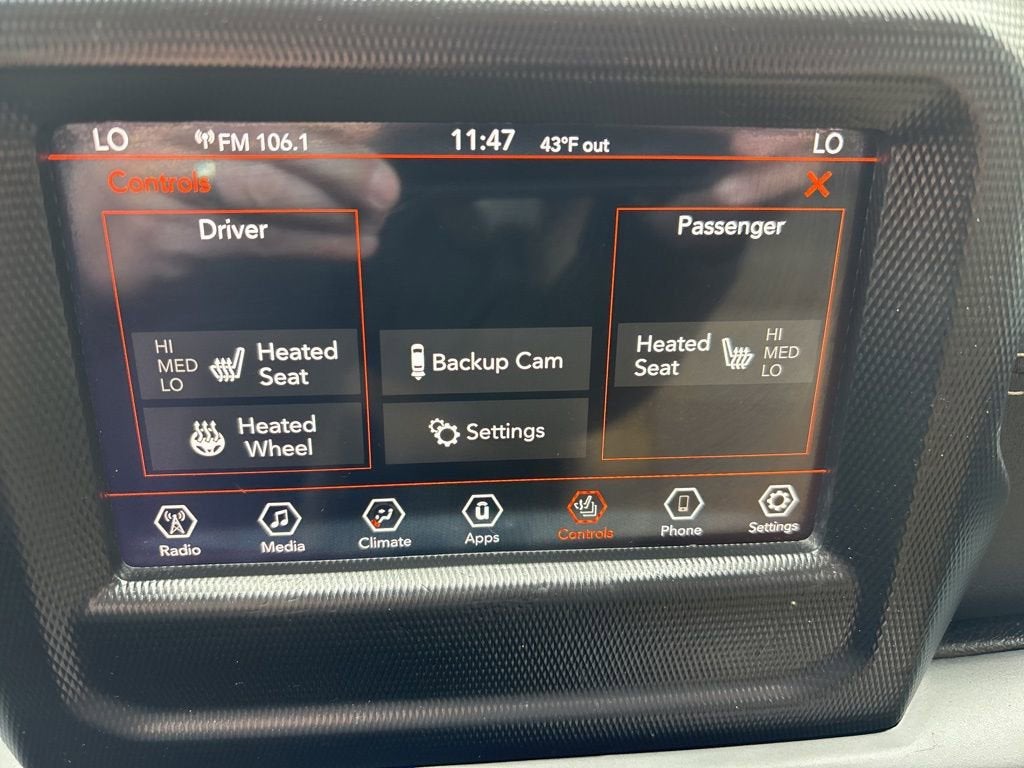 LO FM 106.1 11:47 43°F out LO
Controls
Driver
Passenger
HI
MED
LO
Heated
Seat
Backup Cam
Heated
Seat
HI
MED
LO
Heated
Wheel
Settings
Radio Media Climate Apps Controls Phone Settings